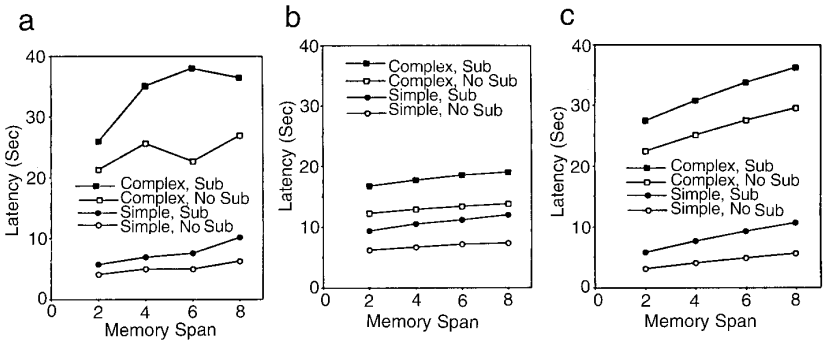 a
40
30
20
10
0
Latency (Sec)
Complex, Sub
Complex, No Sub
Simple, Sub
Simple, No Sub
0 2 4 6 8
Memory Span
b
40
30
20
10
0
Latency (Sec)
Complex, Sub
Complex, No Sub
Simple, Sub
Simple, No Sub
0 2 4 6 8
Memory Span
c
40
30
20
10
0
Latency (Sec)
Complex, Sub
Complex, No Sub
Simple, Sub
Simple, No Sub
0 2 4 6 8
Memory Span